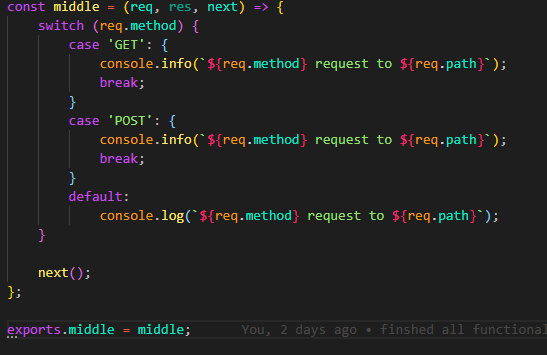 const middle = (req, res, next) => {
    switch (req.method) {
        case 'GET': {
            console.info(`${req.method} request to ${req.path}`);
            break;
        }
        case 'POST': {
            console.info(`${req.method} request to ${req.path}`);
            break;
        }
        default:
            console.log(`${req.method} request to ${req.path}`);
    }

    next();
};

exports.middle = middle;    You, 2 days ago • finshed all functional